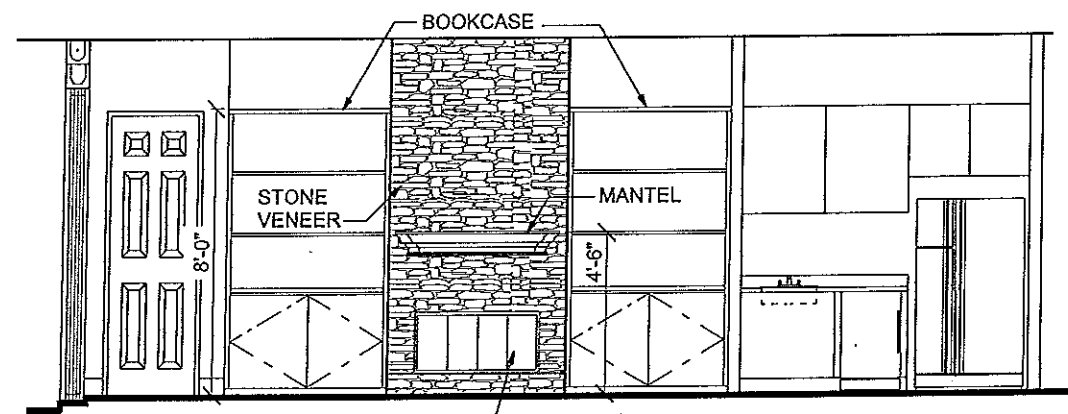 BOOKCASE
STONE
VENEER
MANTEL
8'-0"
4'-6"